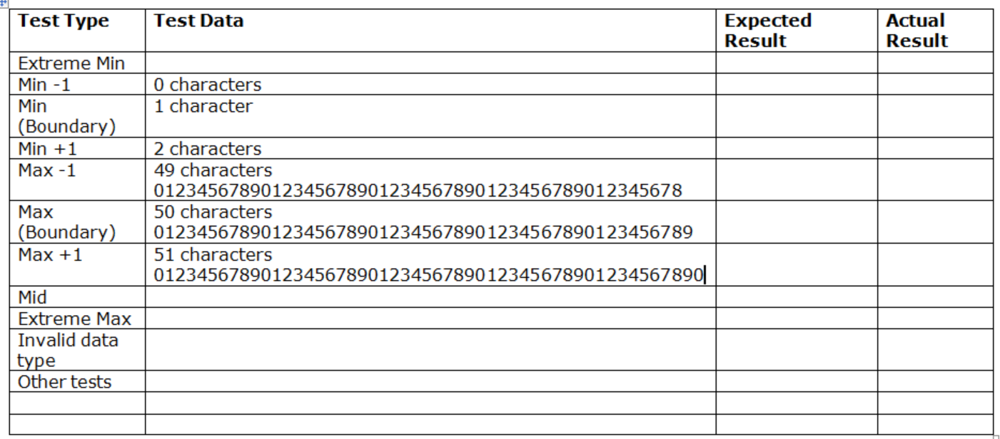 Test Type Test Data Expected Result Actual Result
Extreme Min
Min -1 0 characters
Min (Boundary) 1 character
Min +1 2 characters
Max -1 49 characters
0123456789012345678901234567890123456789012345678
Max (Boundary) 50 characters
01234567890123456789012345678901234567890123456789
Max +1 51 characters
012345678901234567890123456789012345678901234567890
Mid
Extreme Max
Invalid data type
Other tests